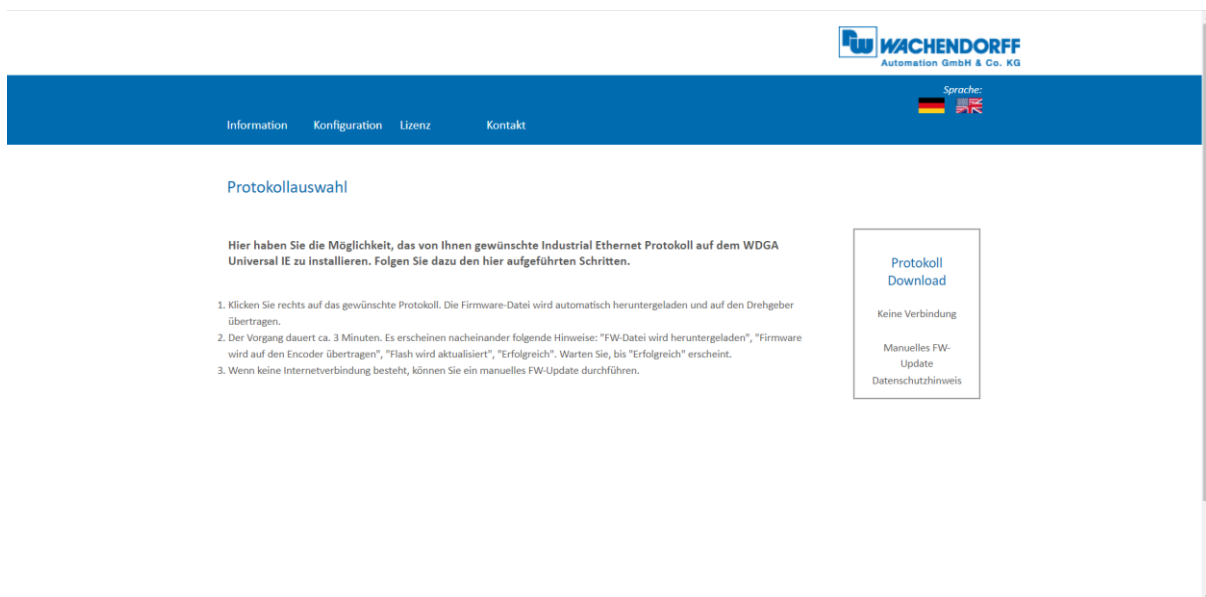 WACHENDORFF
Automation GmbH & Co. KG
Sprache:
Information Konfiguration Lizenz Kontakt
Protokollauswahl
Hier haben Sie die Möglichkeit, das von Ihnen gewünschte Industrial Ethernet Protokoll auf dem WDGA
Universal IE zu installieren. Folgen Sie dazu den hier aufgeführten Schritten.
1. Klicken Sie rechts auf das gewünschte Protokoll. Die Firmware-Datei wird automatisch heruntergeladen und auf den Drehgeber
übertragen.
2. Der Vorgang dauert ca. 3 Minuten. Es erscheinen nacheinander folgende Hinweise: "FW-Datei wird heruntergeladen", "Firmware
wird auf den Encoder übertragen", "Flash wird aktualisiert", "Erfolgreich". Warten Sie, bis "Erfolgreich" erscheint.
3. Wenn keine Internetverbindung besteht, können Sie ein manuelles FW-Update durchführen.
Protokoll
Download
Keine Verbindung
Manuelles FW-
Update
Datenschutzhinweis